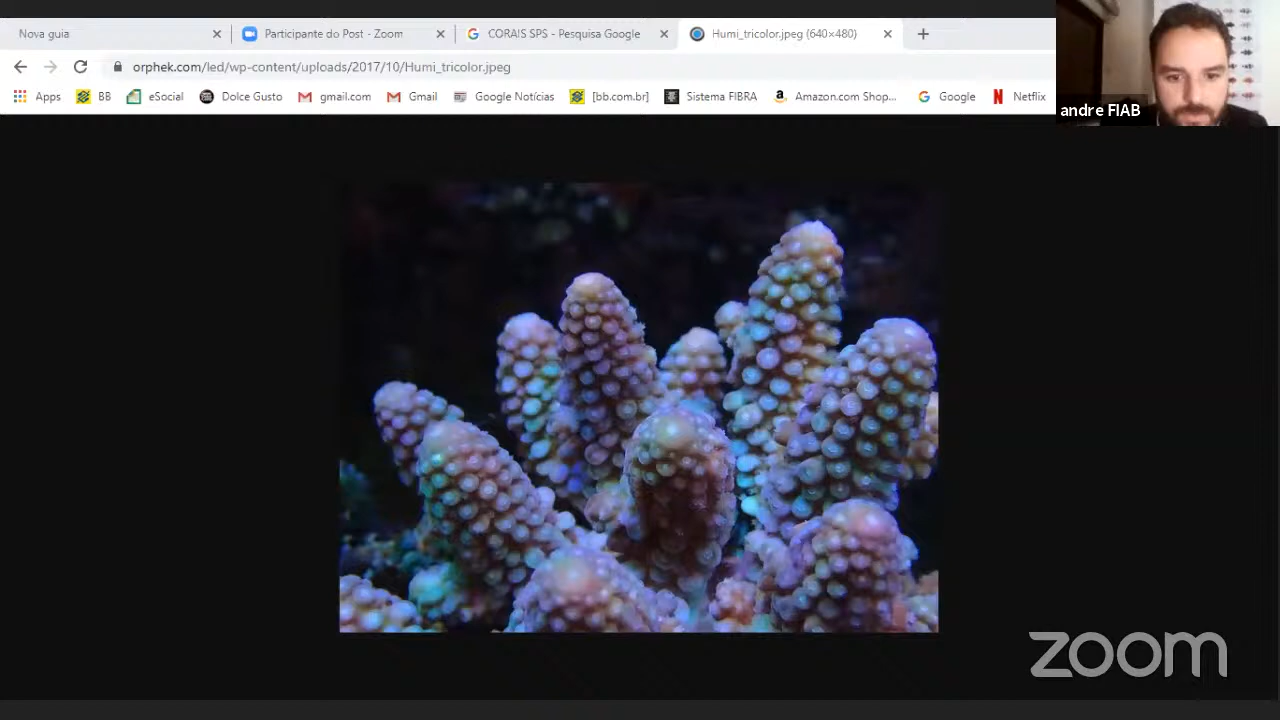 Nova guia
Participante do Post - Zoom
CORAIS SPS - Pesquisa Google
Humi_tricolor.jpeg (640×480)
orphek.com/led/wp-content/uploads/2017/10/Humi_tricolor.jpeg
Apps BB eSocial Dolce Gusto gmail.com Gmail Google Notícias [bb.com.br] Sistema FIBRA Amazon.com Shop... Google Netflix
andre FIAB
zoom